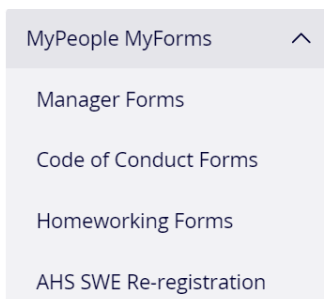 MyPeople MyForms
Manager Forms
Code of Conduct Forms
Homeworking Forms
AHS SWE Re-registration